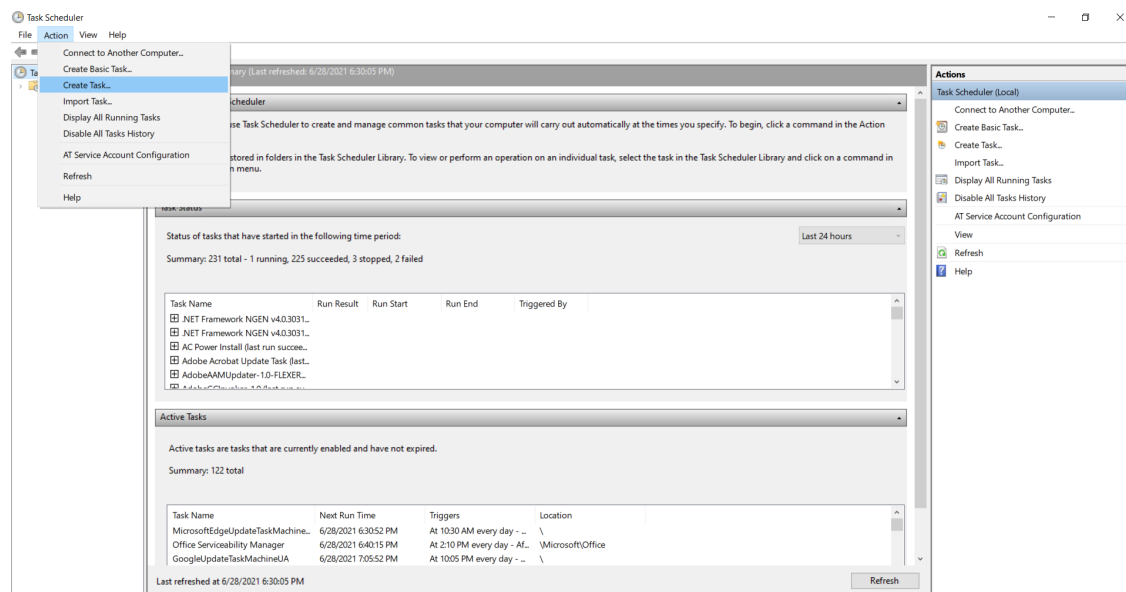 Task Scheduler
File Action View Help
Connect to Another Computer...
Create Basic Task...
Create Task...
Import Task...
Display All Running Tasks
Disable All Tasks History
AT Service Account Configuration
Refresh
Help
Ta
mary (Last refreshed: 6/28/2021 6:30:05 PM)
Scheduler
use Task Scheduler to create and manage common tasks that your computer will carry out automatically at the times you specify. To begin, click a command in the Action
stored in folders in the Task Scheduler Library. To view or perform an operation on an individual task, select the task in the Task Scheduler Library and click on a command in
n menu.
Task Status
Status of tasks that have started in the following time period:
Last 24 hours
Summary: 231 total - 1 running, 225 succeeded, 3 stopped, 2 failed
Task Name Run Result Run Start Run End Triggered By
.NET Framework NGEN v4.0.3031...
.NET Framework NGEN v4.0.3031...
AC Power Install (last run succee...
Adobe Acrobat Update Task (last...
AdobeAAMUpdater-1.0-FLEXER...
Active Tasks
Active tasks are tasks that are currently enabled and have not expired.
Summary: 122 total
Task Name Next Run Time Triggers Location
MicrosoftEdgeUpdateTaskMachine... 6/28/2021 6:30:52 PM At 10:30 AM every day - ... \
Office Serviceability Manager 6/28/2021 6:40:15 PM At 2:10 PM every day - Af... \Microsoft\Office
GoogleUpdateTaskMachineUA 6/28/2021 7:05:52 PM At 10:05 PM every day - ... \
Last refreshed at 6/28/2021 6:30:05 PM
Refresh
Actions
Task Scheduler (Local)
Connect to Another Computer...
Create Basic Task...
Create Task...
Import Task...
Display All Running Tasks
Disable All Tasks History
AT Service Account Configuration
View
Refresh
Help